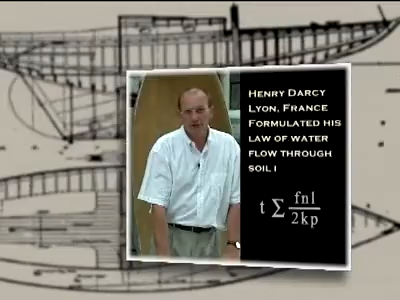 HENRY DARCY
LYON, FRANCE
FORMULATED HIS
LAW OF WATER
FLOW THROUGH
SOIL I
t Σ fnl
2kp